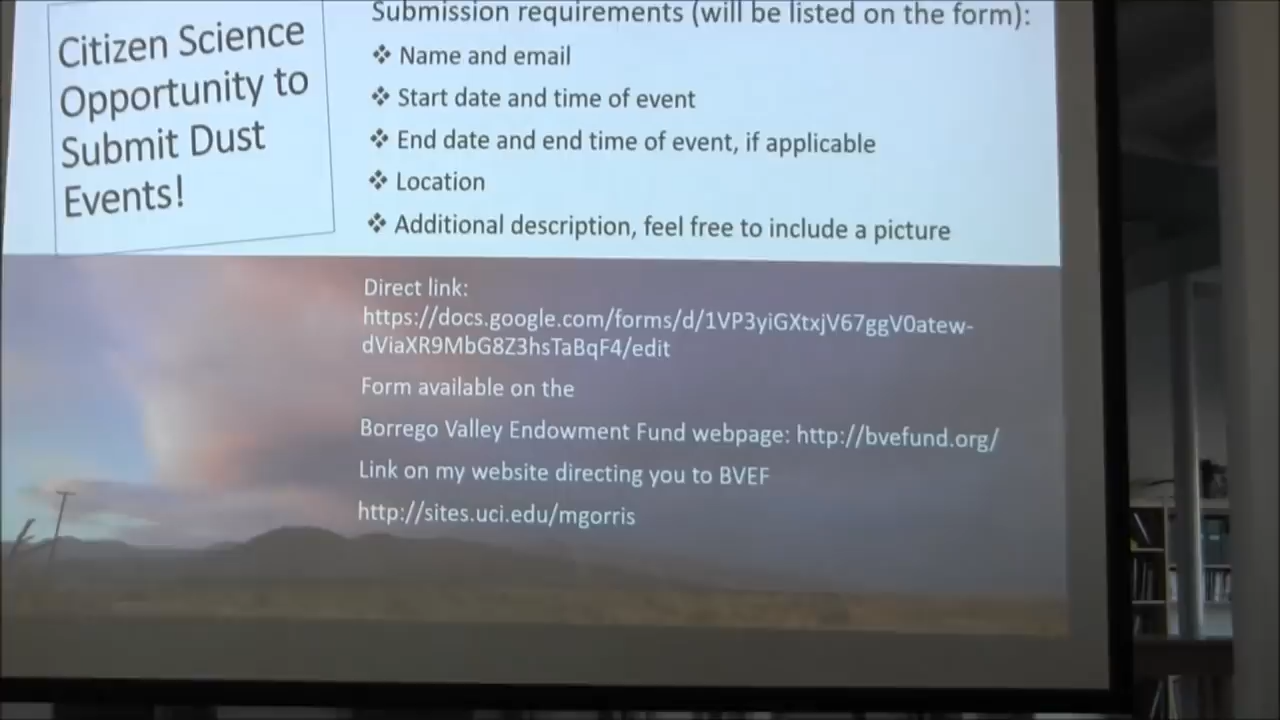 Citizen Science
Opportunity to
Submit Dust
Events!
Submission requirements (will be listed on the form):
❖ Name and email
❖ Start date and time of event
❖ End date and end time of event, if applicable
❖ Location
❖ Additional description, feel free to include a picture
Direct link:
https://docs.google.com/forms/d/1VP3yiGXtxjV67ggV0atew-
dViaXR9MbG8Z3hsTaBqF4/edit
Form available on the
Borrego Valley Endowment Fund webpage: http://bvefund.org/
Link on my website directing you to BVEF
http://sites.uci.edu/mgorris